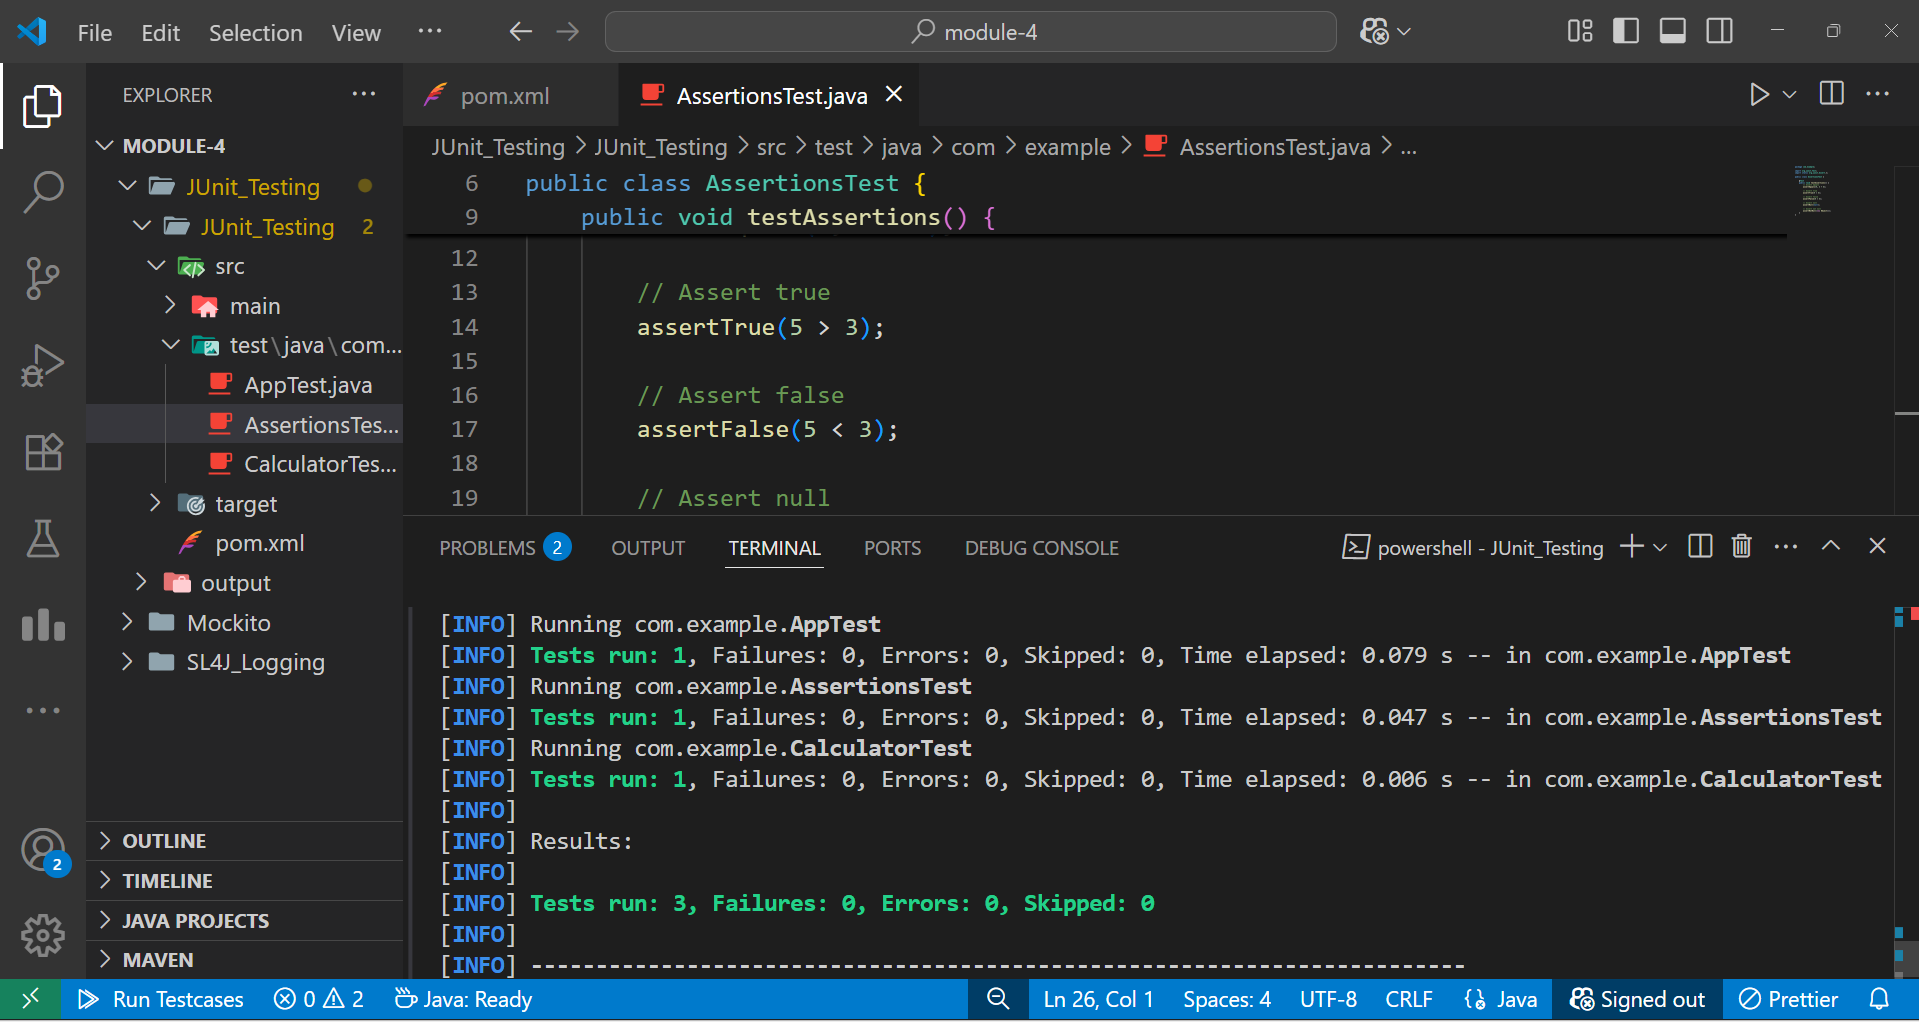 File Edit Selection View ···
module-4
EXPLORER ···
MODULE-4
JUnit_Testing
JUnit_Testing 2
src
main
test\java\com...
AppTest.java
AssertionsTes...
CalculatorTes...
target
pom.xml
output
Mockito
SL4J_Logging
OUTLINE
TIMELINE
JAVA PROJECTS
MAVEN
2
pom.xml
AssertionsTest.java
JUnit_Testing > JUnit_Testing > src > test > java > com > example > AssertionsTest.java > ...
6 public class AssertionsTest {
9 public void testAssertions() {
12
13 // Assert true
14 assertTrue(5 > 3);
15
16 // Assert false
17 assertFalse(5 < 3);
18
19 // Assert null
PROBLEMS 2 OUTPUT TERMINAL PORTS DEBUG CONSOLE
powershell - JUnit_Testing
[INFO] Running com.example.AppTest
[INFO] Tests run: 1, Failures: 0, Errors: 0, Skipped: 0, Time elapsed: 0.079 s -- in com.example.AppTest
[INFO] Running com.example.AssertionsTest
[INFO] Tests run: 1, Failures: 0, Errors: 0, Skipped: 0, Time elapsed: 0.047 s -- in com.example.AssertionsTest
[INFO] Running com.example.CalculatorTest
[INFO] Tests run: 1, Failures: 0, Errors: 0, Skipped: 0, Time elapsed: 0.006 s -- in com.example.CalculatorTest
[INFO]
[INFO] Results:
[INFO]
[INFO] Tests run: 3, Failures: 0, Errors: 0, Skipped: 0
[INFO]
[INFO] ------------------------------------------------------------------------
Run Testcases 0 2 Java: Ready Ln 26, Col 1 Spaces: 4 UTF-8 CRLF Java Signed out Prettier